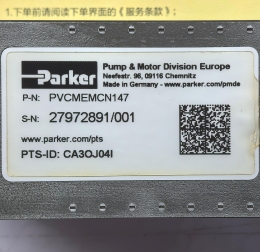 1.下单前请阅读下单界面的《服务条款》;
Parker
Pump & Motor Division Europe
Neefestr. 96, 09116 Chemnitz
Made in Germany - www.parker.com/pmde
P-N: PVCMEMCN147
S-N: 27972891/001
www.parker.com/pts
PTS-ID: CA3OJ04I